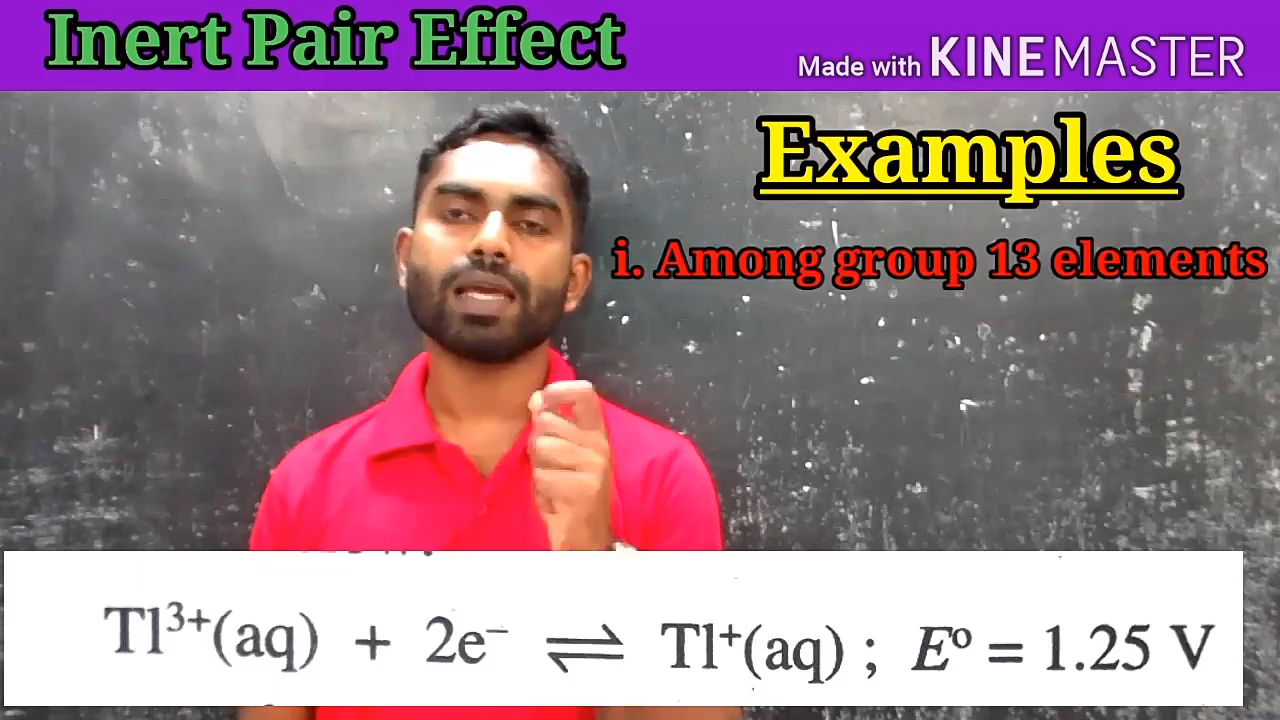 Inert Pair Effect
Made with KINEMASTER
Examples
i. Among group 13 elements
Tl³⁺(aq) + 2e⁻ ⇌ Tl⁺(aq) ; E° = 1.25 V